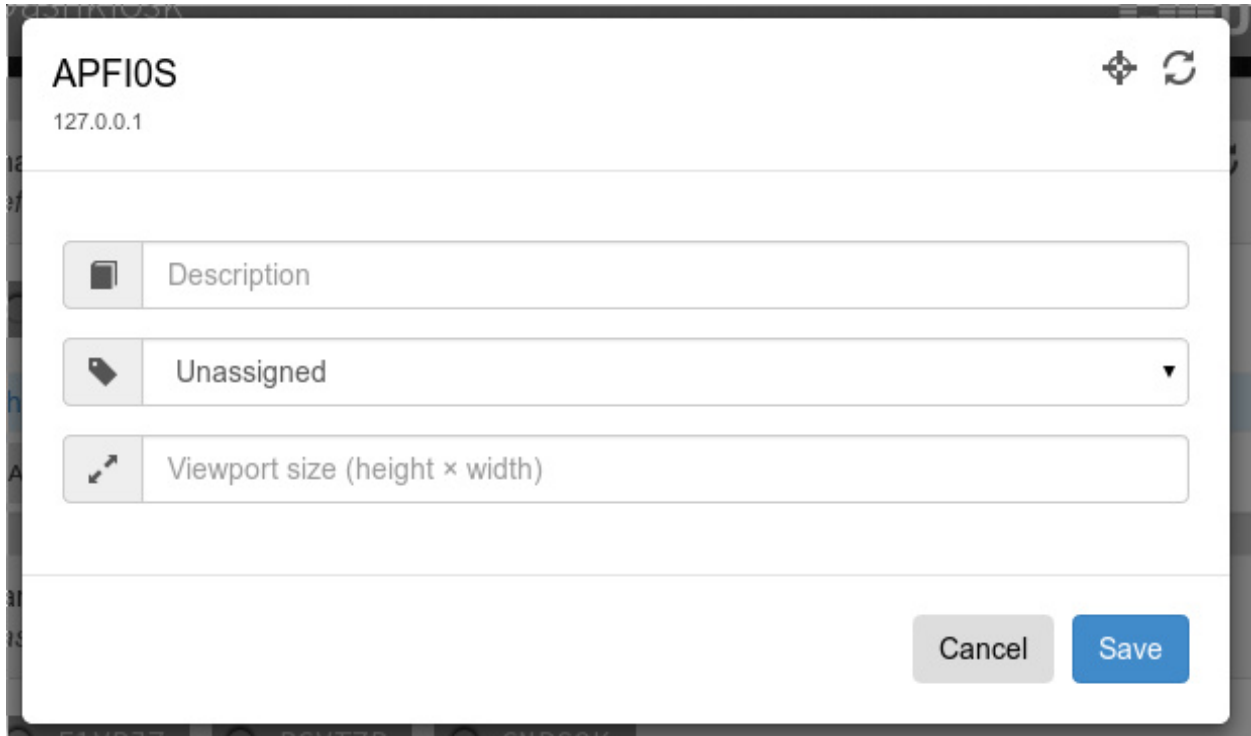 APFI0S
127.0.0.1
Description
Unassigned
Viewport size (height × width)
Cancel
Save